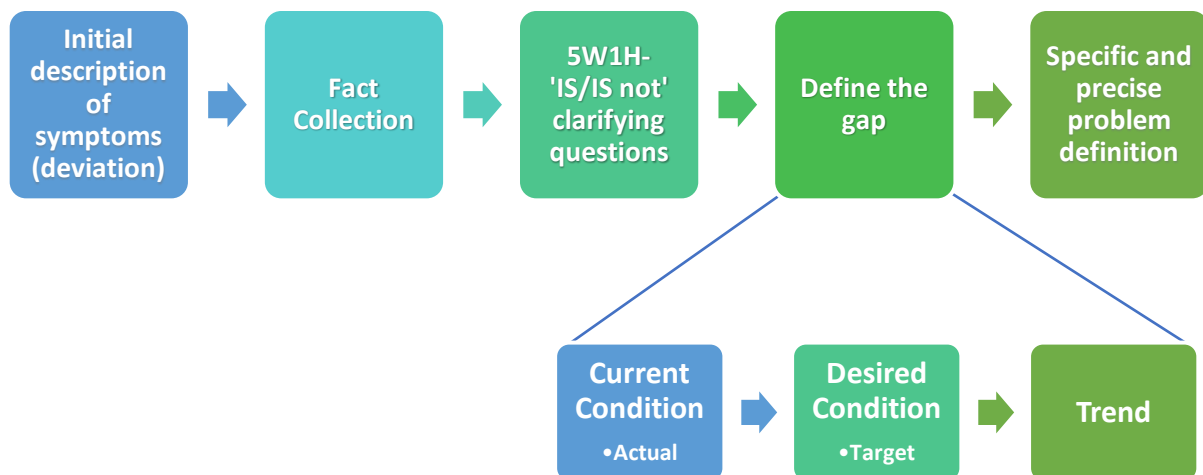 Initial
description
of
symptoms
(deviation)
Fact
Collection
5W1H-
'IS/IS not'
clarifying
questions
Define the
gap
Specific and
precise
problem
definition
Current
Condition
•Actual
Desired
Condition
•Target
Trend